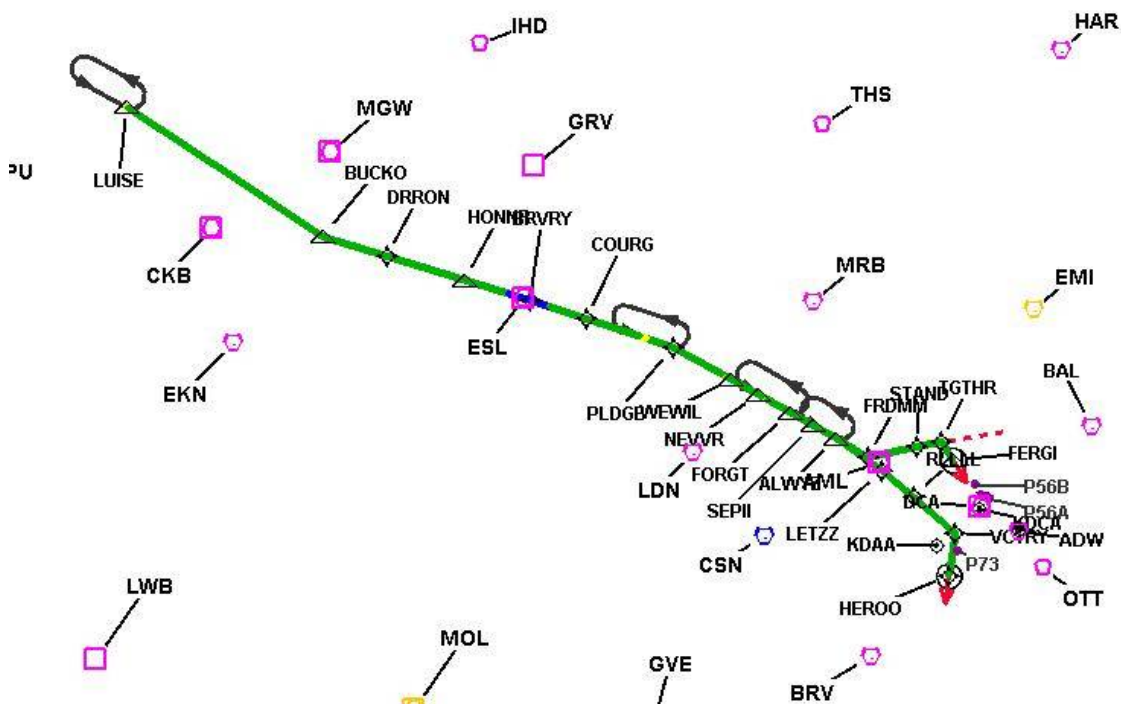 IHD
HAR
THS
MGW
GRV
PU
LUISE
BUCKO
DRRON
HONNR
BRVRY
COURG
CKB
MRB
EMI
ESL
EKN
BAL
PLDGB
WEWIL
FRDMM
STAND
TGTHR
NEVVR
FORGT
FERGI
LDN
ALWYZ
AML
P56B
SEPII
DCA
P56A
LETZZ
KDCA
VCTRY
ADW
KDAA
CSN
P73
LWB
HEROO
OTT
MOL
GVE
BRV